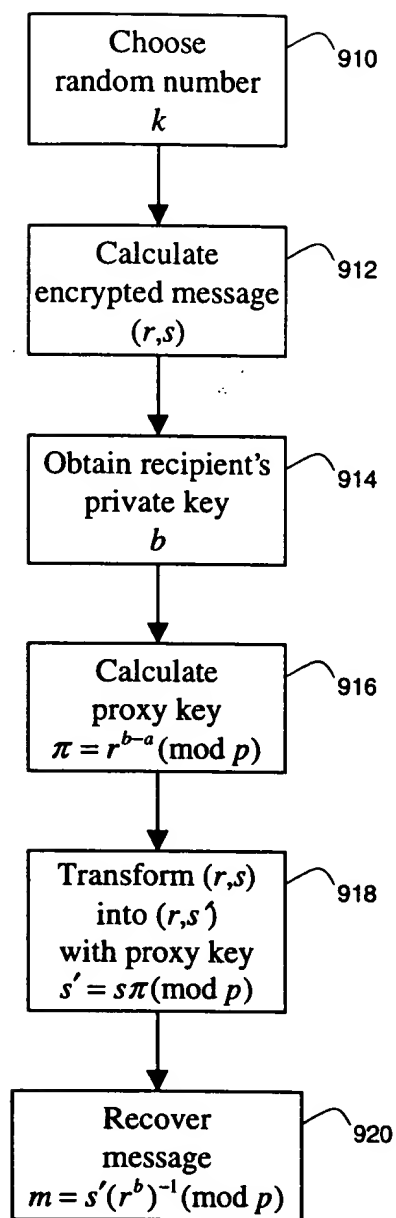 Choose
random number
k
910
Calculate
encrypted message
(r,s)
912
Obtain recipient's
private key
b
914
Calculate
proxy key
π = r^{b−a} (mod p)
916
Transform (r,s)
into (r,s')
with proxy key
s' = sπ(mod p)
918
Recover
message
m = s'(r^b)^{−1} (mod p)
920